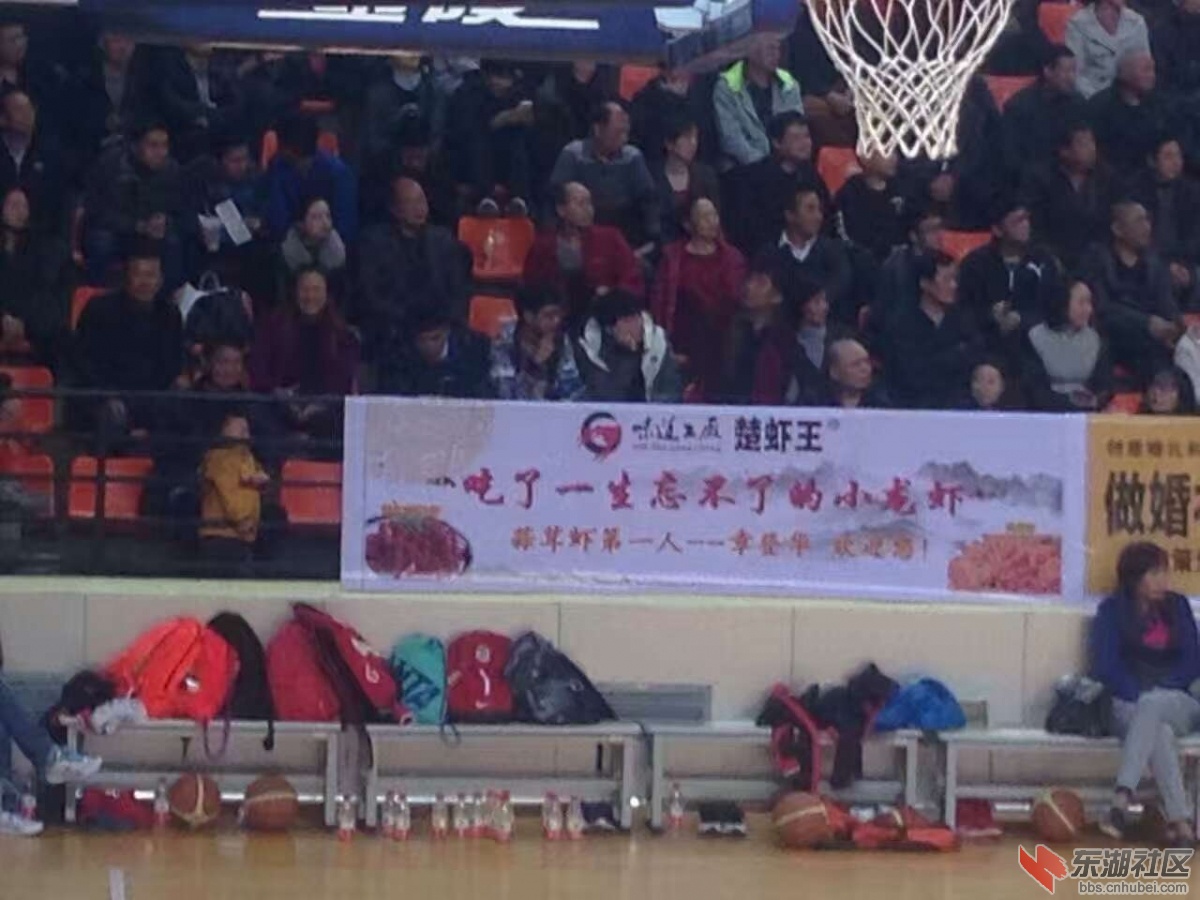 味道工厂 楚虾王®
一吃了一生忘不了的小龙虾
蒜茸虾第一人---章登华 欢迎您!
做婚
东湖社区
bbs.cnhubei.com